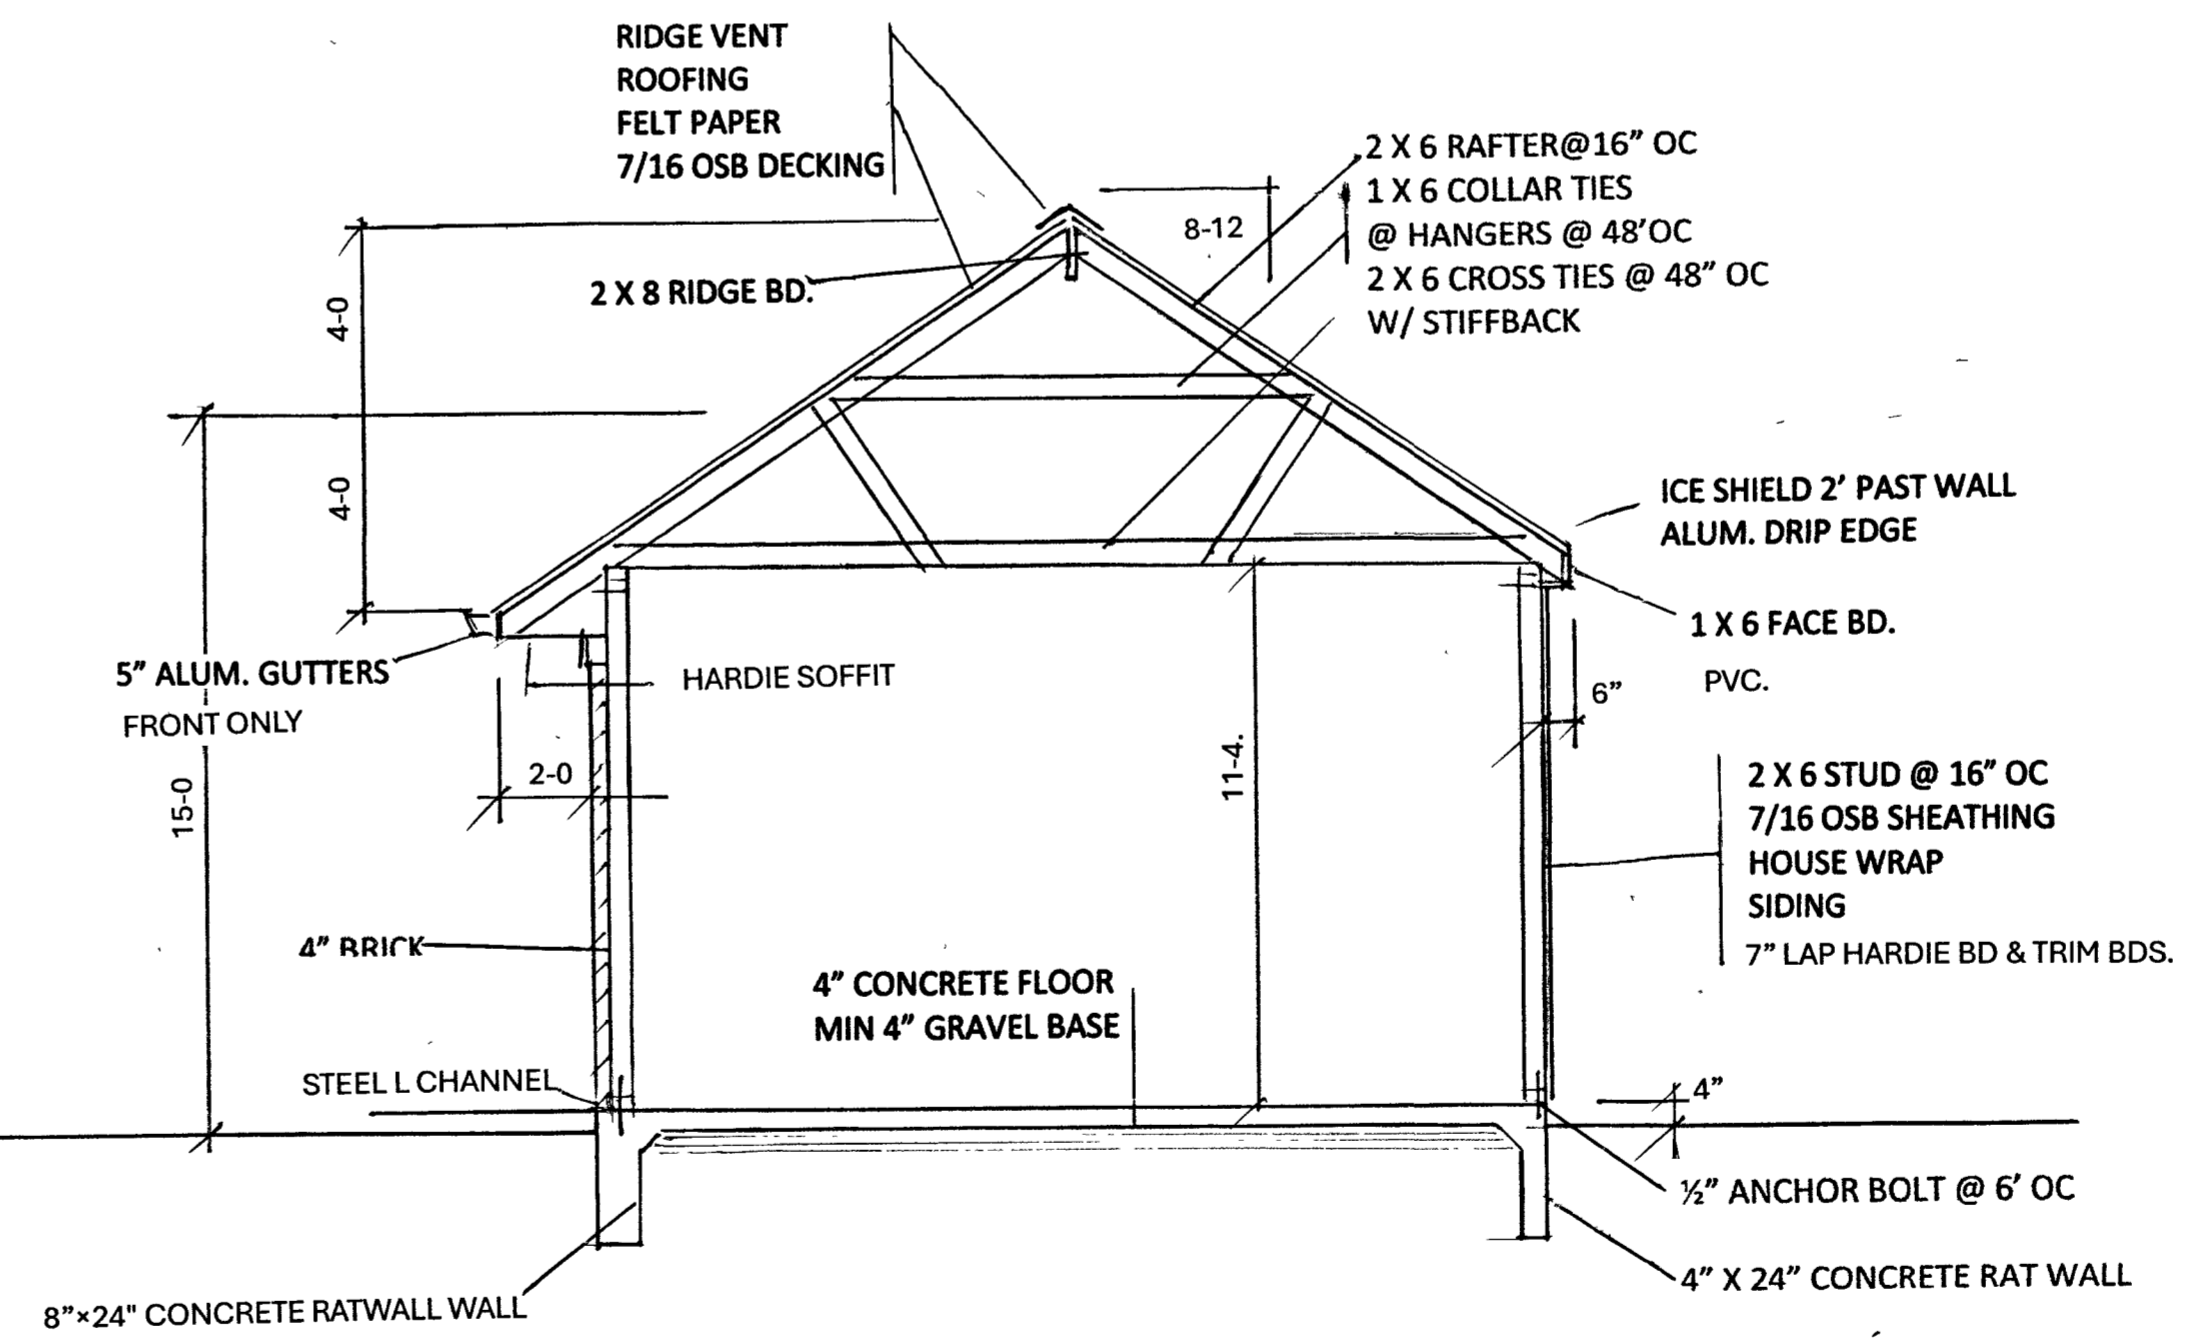 RIDGE VENT
ROOFING
FELT PAPER
7/16 OSB DECKING
2 X 6 RAFTER@16” OC
1 X 6 COLLAR TIES
@ HANGERS @ 48’OC
2 X 6 CROSS TIES @ 48” OC
W/ STIFFBACK
8-12
2 X 8 RIDGE BD.
4-0
4-0
ICE SHIELD 2’ PAST WALL
ALUM. DRIP EDGE
1 X 6 FACE BD.
PVC.
5” ALUM. GUTTERS
FRONT ONLY
HARDIE SOFFIT
6”
2-0
11-4.
15-0
2 X 6 STUD @ 16” OC
7/16 OSB SHEATHING
HOUSE WRAP
SIDING
7” LAP HARDIE BD & TRIM BDS.
4” BRICK
4” CONCRETE FLOOR
MIN 4” GRAVEL BASE
STEEL L CHANNEL
4”
½” ANCHOR BOLT @ 6’ OC
4” X 24” CONCRETE RAT WALL
8”×24" CONCRETE RATWALL WALL